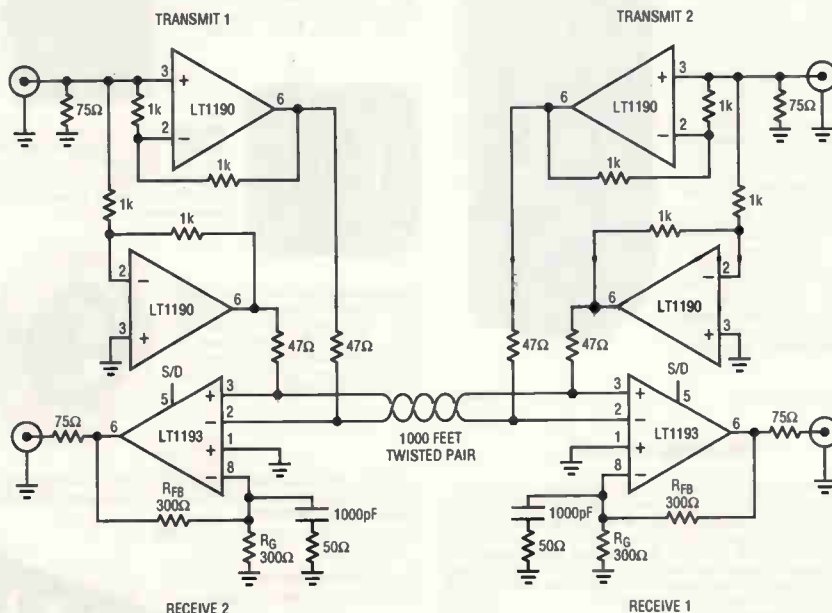 TRANSMIT 1
TRANSMIT 2
3
+
LT1190
6
75Ω
1k
2
−
1k
1k
1k
2
−
LT1190
6
3
+
47Ω
47Ω
S/D
5
3
+
2
−
LT1193
6
1
+
8
−
75Ω
RFB
300Ω
RG
300Ω
1000pF
50Ω
1000 FEET
TWISTED PAIR
3
+
LT1190
6
1k
75Ω
2
−
1k
1k
1k
2
−
LT1190
6
3
+
47Ω
47Ω
S/D
5
3
+
2
−
LT1193
6
1
+
8
−
75Ω
RFB
300Ω
RG
300Ω
1000pF
50Ω
RECEIVE 2
RECEIVE 1